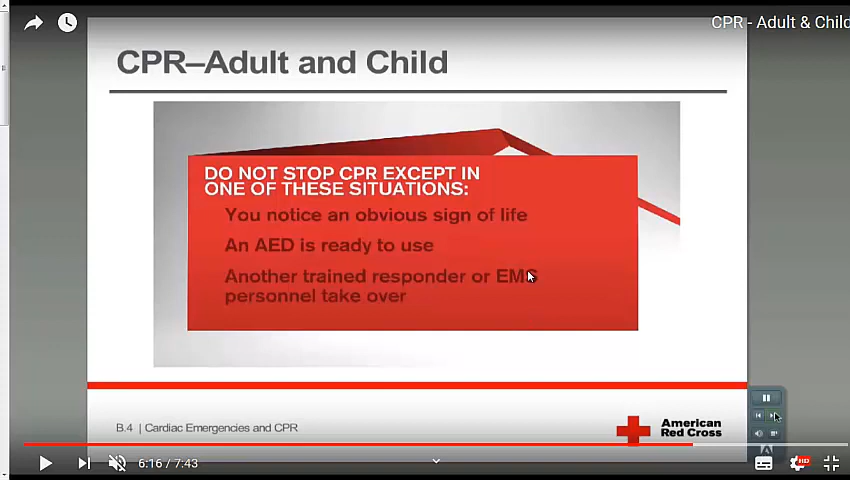 CPR - Adult & Child
CPR–Adult and Child
DO NOT STOP CPR EXCEPT IN
ONE OF THESE SITUATIONS:
You notice an obvious sign of life
An AED is ready to use
Another trained responder or EMS
personnel take over
B.4 | Cardiac Emergencies and CPR
American
Red Cross
6:16 / 7:43
HD